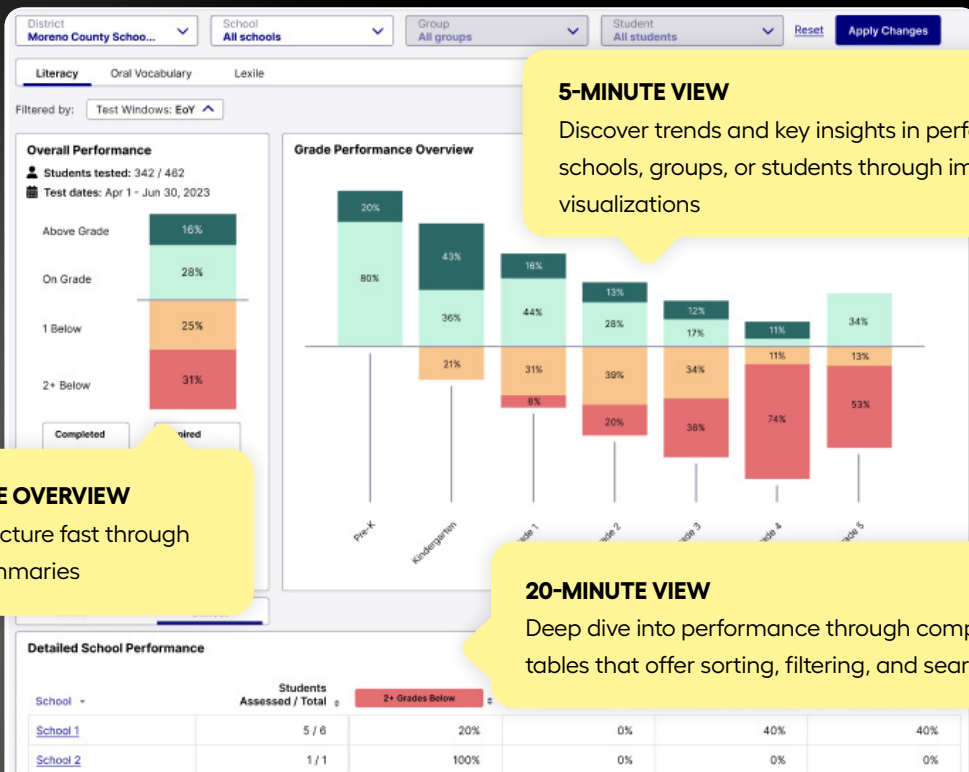 District
Moreno County Schoo...
School
All schools
Group
All groups
Student
All students
Reset
Apply Changes
Literacy Oral Vocabulary Lexile
Filtered by: Test Windows: EoY
5-MINUTE VIEW
Discover trends and key insights in
schools, groups, or students through
visualizations
Overall Performance
Students tested: 342 / 462
Test dates: Apr 1 - Jun 30, 2023
Above Grade 16%
On Grade 28%
1 Below 25%
2+ Below 31%
Completed
Grade Performance Overview
20%
80%
43%
36%
21%
16%
44%
31%
8%
13%
28%
39%
20%
12%
17%
34%
38%
11%
11%
74%
34%
13%
53%
Pre-K
Kindergarten
OVERVIEW
fast through
20-MINUTE VIEW
Deep dive into performance through
tables that offer sorting, filtering, and
Detailed School Performance
School
Students
Assessed / Total
2+ Grades Below
School 1 5 / 6 20% 0% 40% 40%
School 2 1 / 1 100% 0% 0% 0%